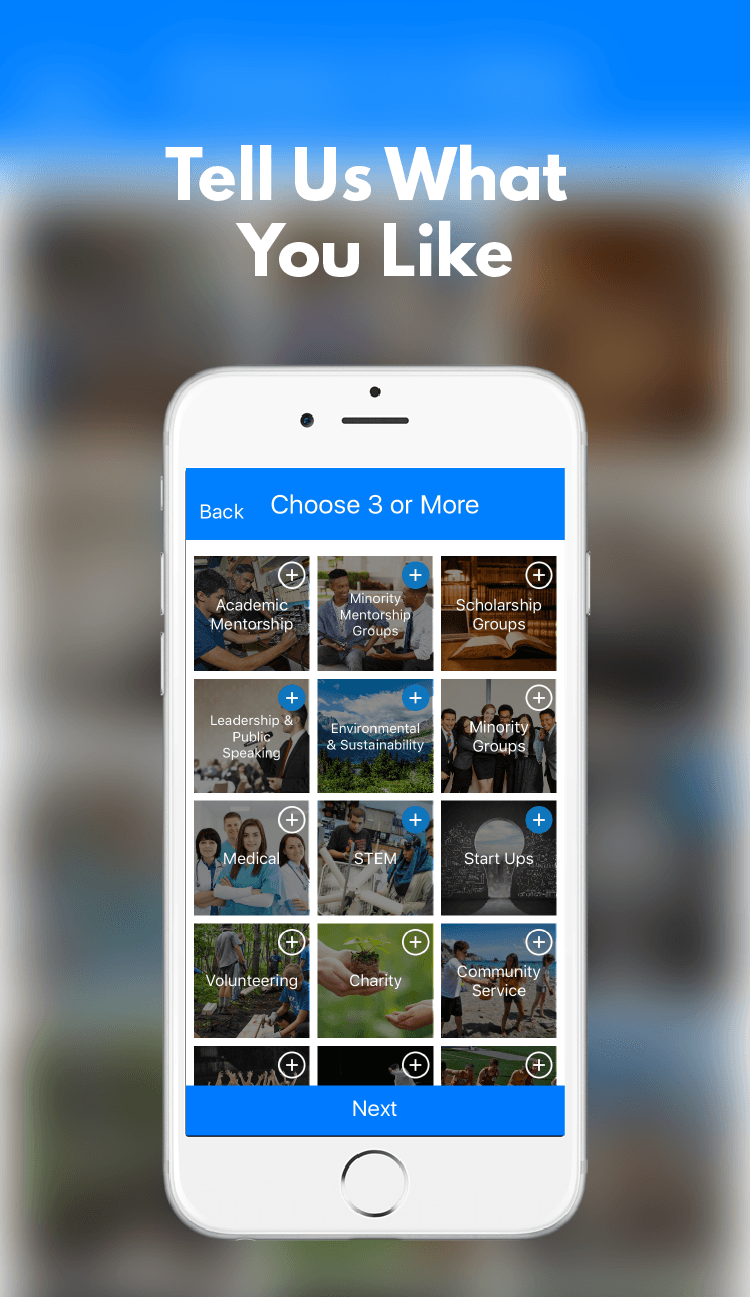 Tell Us What
You Like
Back
Choose 3 or More
Academic
Mentorship
Minority
Mentorship
Groups
Scholarship
Groups
Leadership &
Public
Speaking
Environmental
& Sustainability
Minority
Groups
Medical
STEM
Start Ups
Volunteering
Charity
Community
Service
Next